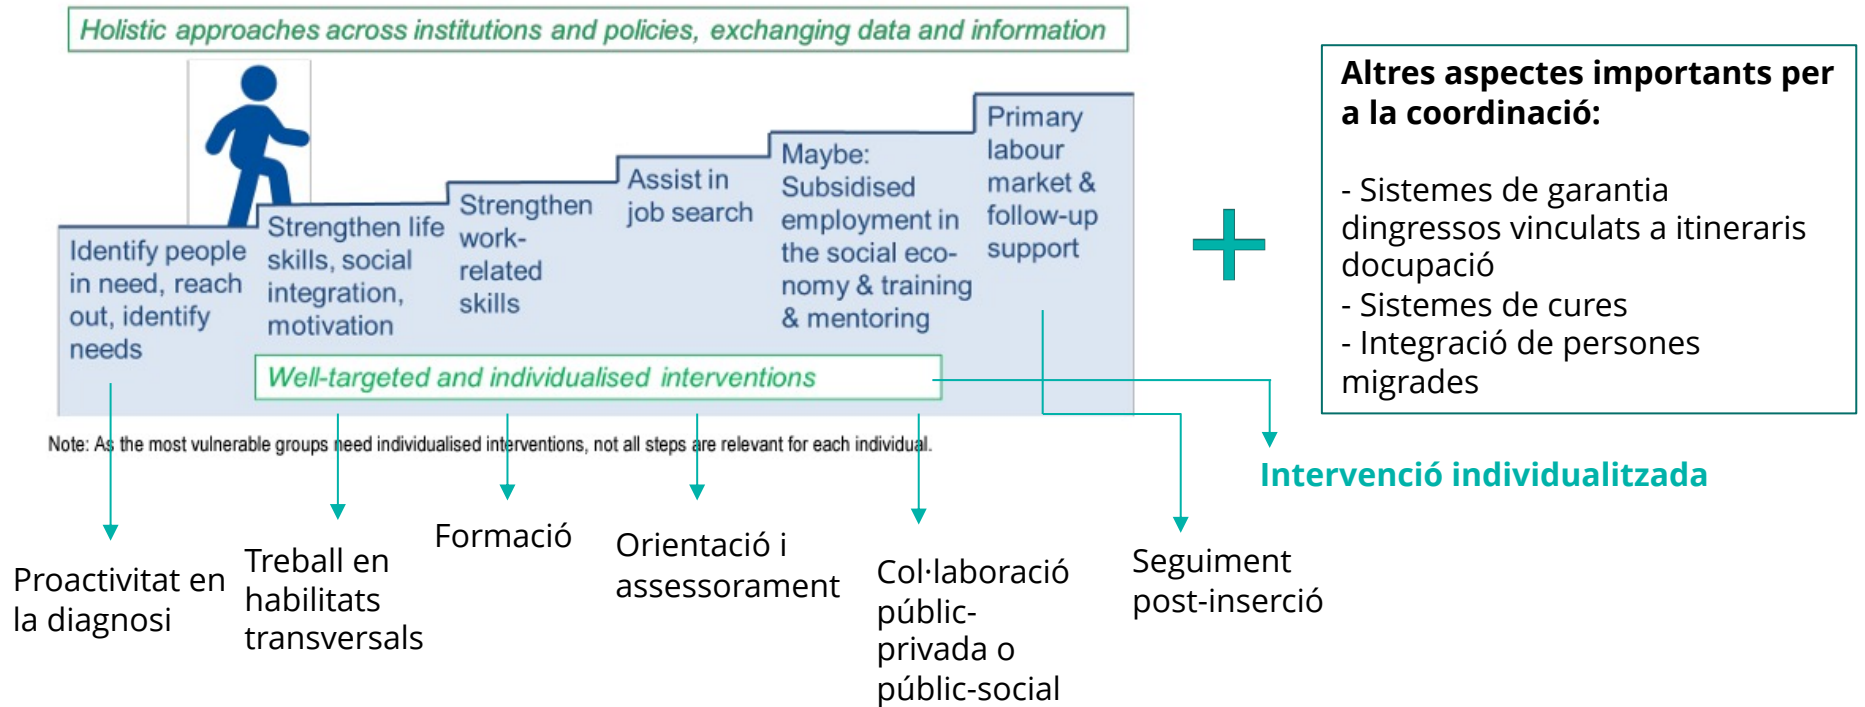 Holistic approaches across institutions and policies, exchanging data and information
Identify people
in need, reach
out, identify
needs
Strengthen life
skills, social
integration,
motivation
Strengthen
work-
related
skills
Assist in
job search
Maybe:
Subsidised
employment in
the social eco-
nomy & training
& mentoring
Primary
labour
market &
follow-up
support
Well-targeted and individualised interventions
Note: As the most vulnerable groups need individualised interventions, not all steps are relevant for each individual.
Altres aspectes importants per
a la coordinació:
- Sistemes de garantia
dingressos vinculats a itineraris
docupació
- Sistemes de cures
- Integració de persones
migrades
Intervenció individualitzada
Proactivitat en
la diagnosi
Treball en
habilitats
transversals
Formació
Orientació i
assessorament
Col·laboració
públic-
privada o
públic-social
Seguiment
post-inserció